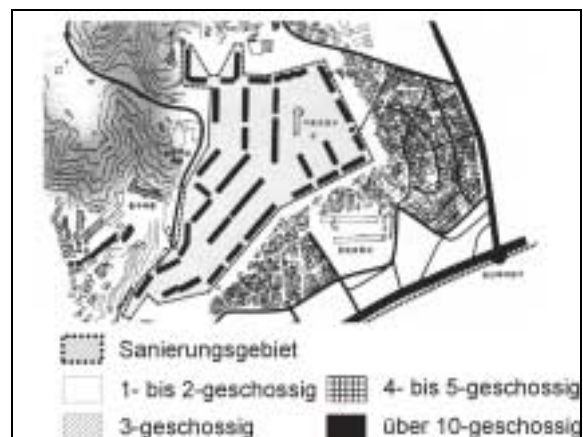 Sanierungsgebiet
1- bis 2-geschossig
4- bis 5-geschossig
3-geschossig
über 10-geschossig